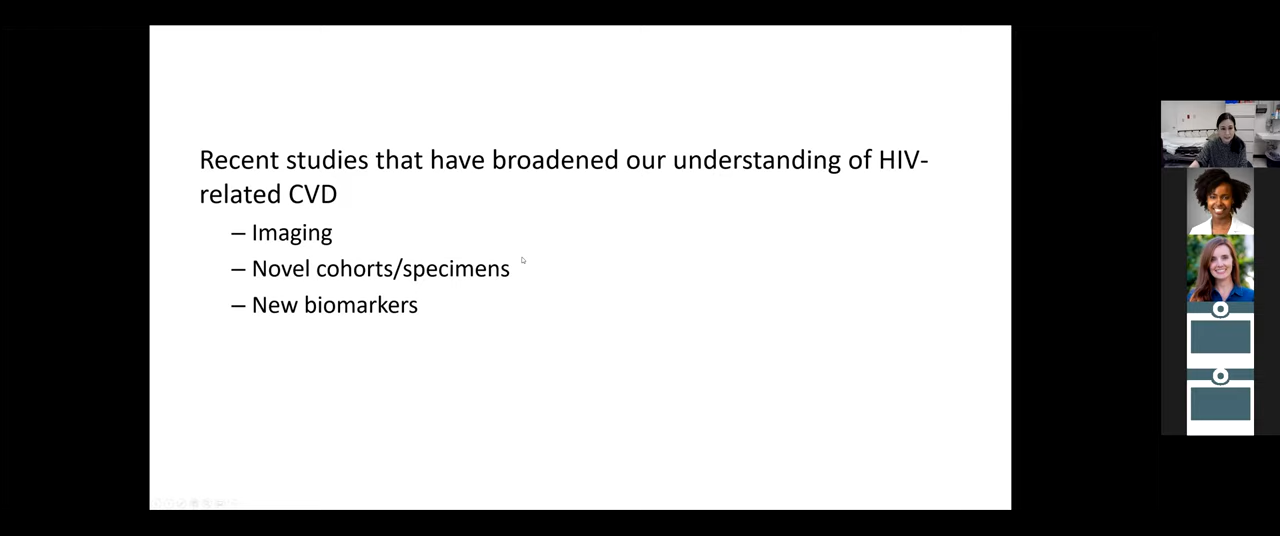 Recent studies that have broadened our understanding of HIV-
related CVD
– Imaging
– Novel cohorts/specimens
– New biomarkers